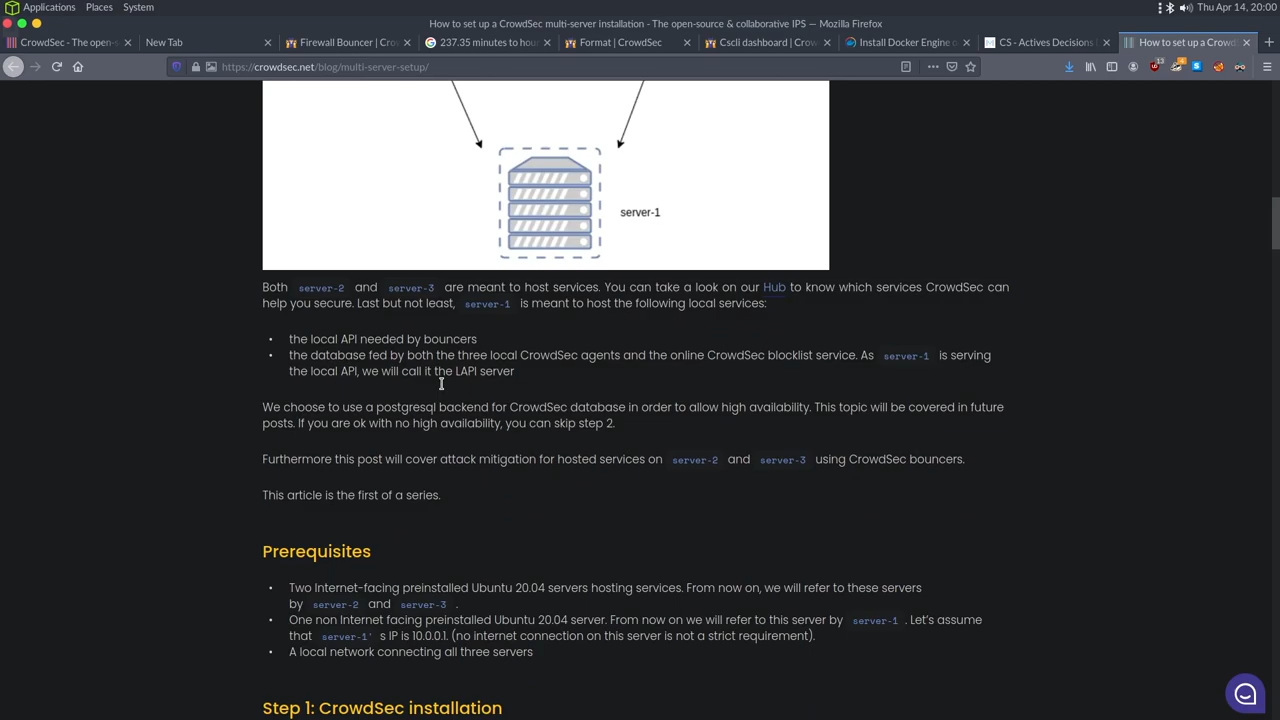 Applications Places System
Thu Apr 14, 20:00
How to set up a CrowdSec multi-server installation - The open-source & collaborative IPS — Mozilla Firefox
CrowdSec - The open-s
New Tab
Firewall Bouncer | Cro
237.35 minutes to hou
Format | CrowdSec
Cscli dashboard | Crow
Install Docker Engine o
CS - Actives Decisions
How to set up a Crowd
https://crowdsec.net/blog/multi-server-setup/
13
4
server-1
Both server-2 and server-3 are meant to host services. You can take a look on our Hub to know which services CrowdSec can
help you secure. Last but not least, server-1 is meant to host the following local services:
• the local API needed by bouncers
• the database fed by both the three local CrowdSec agents and the online CrowdSec blocklist service. As server-1 is serving
the local API, we will call it the LAPI server
We choose to use a postgresql backend for CrowdSec database in order to allow high availability. This topic will be covered in future
posts. If you are ok with no high availability, you can skip step 2.
Furthermore this post will cover attack mitigation for hosted services on server-2 and server-3 using CrowdSec bouncers.
This article is the first of a series.
Prerequisites
• Two Internet-facing preinstalled Ubuntu 20.04 servers hosting services. From now on, we will refer to these servers
by server-2 and server-3 .
• One non Internet facing preinstalled Ubuntu 20.04 server. From now on we will refer to this server by server-1 . Let's assume
that server-1' s IP is 10.0.0.1. (no internet connection on this server is not a strict requirement).
• A local network connecting all three servers
Step 1: CrowdSec installation